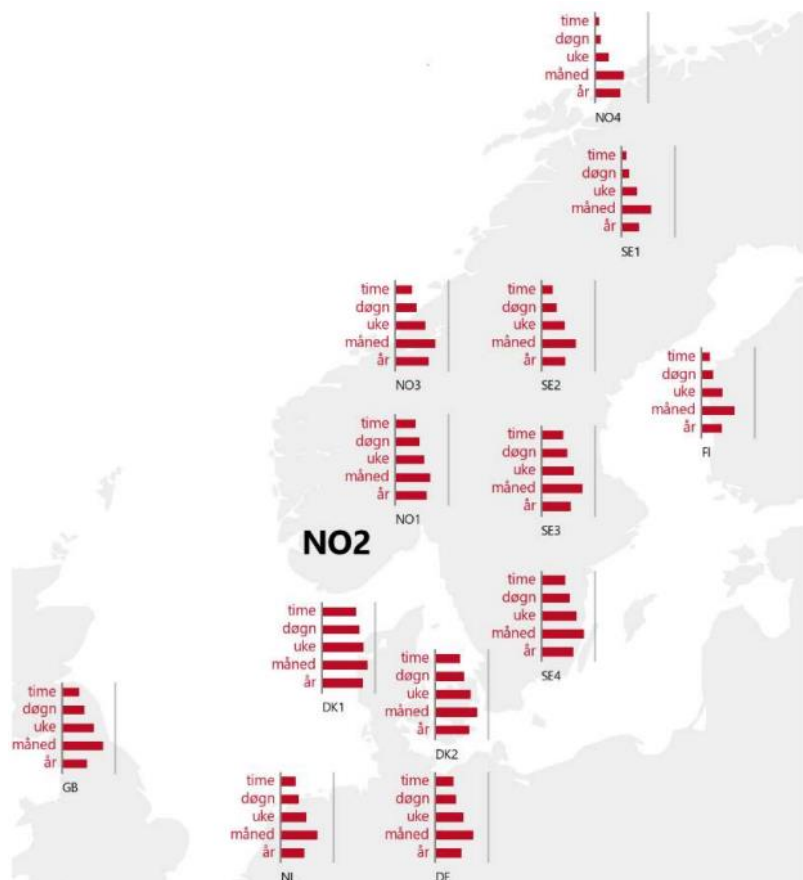 time
døgn
uke
måned
år
NO4
time
døgn
uke
måned
år
SE1
time
døgn
uke
måned
år
NO3
time
døgn
uke
måned
år
SE2
time
døgn
uke
måned
år
FI
time
døgn
uke
måned
år
NO1
time
døgn
uke
måned
år
SE3
NO2
time
døgn
uke
måned
år
SE4
time
døgn
uke
måned
år
DK1
time
døgn
uke
måned
år
DK2
time
døgn
uke
måned
år
GB
time
døgn
uke
måned
år
NL
time
døgn
uke
måned
år
DE